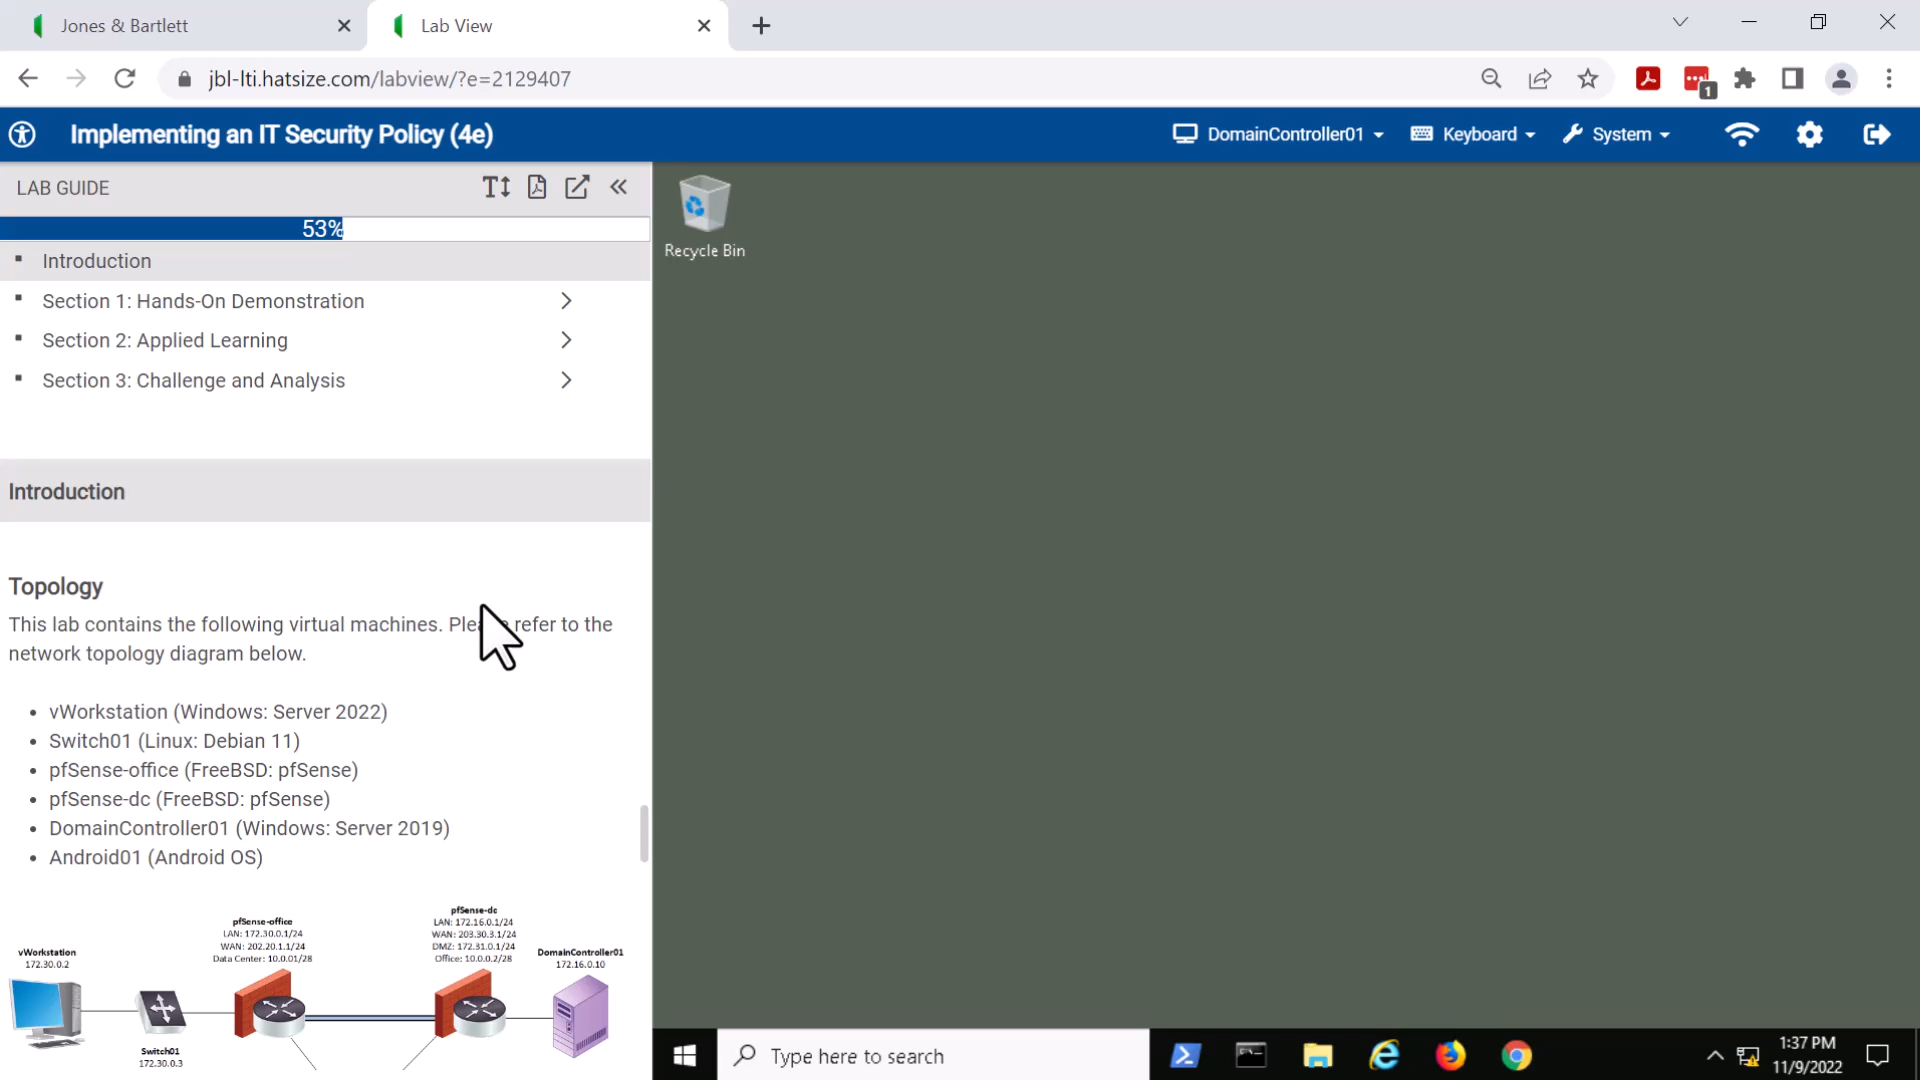 Jones & Bartlett
Lab View
jbl-lti.hatsize.com/labview/?e=2129407
1
Implementing an IT Security Policy (4e)
DomainController01
Keyboard
System
LAB GUIDE
53%
Introduction
Section 1: Hands-On Demonstration
Section 2: Applied Learning
Section 3: Challenge and Analysis
Introduction
Topology
This lab contains the following virtual machines. Please refer to the
network topology diagram below.
vWorkstation (Windows: Server 2022)
Switch01 (Linux: Debian 11)
pfSense-office (FreeBSD: pfSense)
pfSense-dc (FreeBSD: pfSense)
DomainController01 (Windows: Server 2019)
Android01 (Android OS)
pfSense-office
LAN: 172.30.0.1/24
WAN: 202.20.1.1/24
Data Center: 10.0.01/28
pfSense-dc
LAN: 172.16.0.1/24
WAN: 203.30.3.1/24
DMZ: 172.31.0.1/24
Office: 10.0.0.2/28
vWorkstation
172.30.0.2
DomainController01
172.16.0.10
Switch01
172.30.0.3
Recycle Bin
Type here to search
1:37 PM
11/9/2022